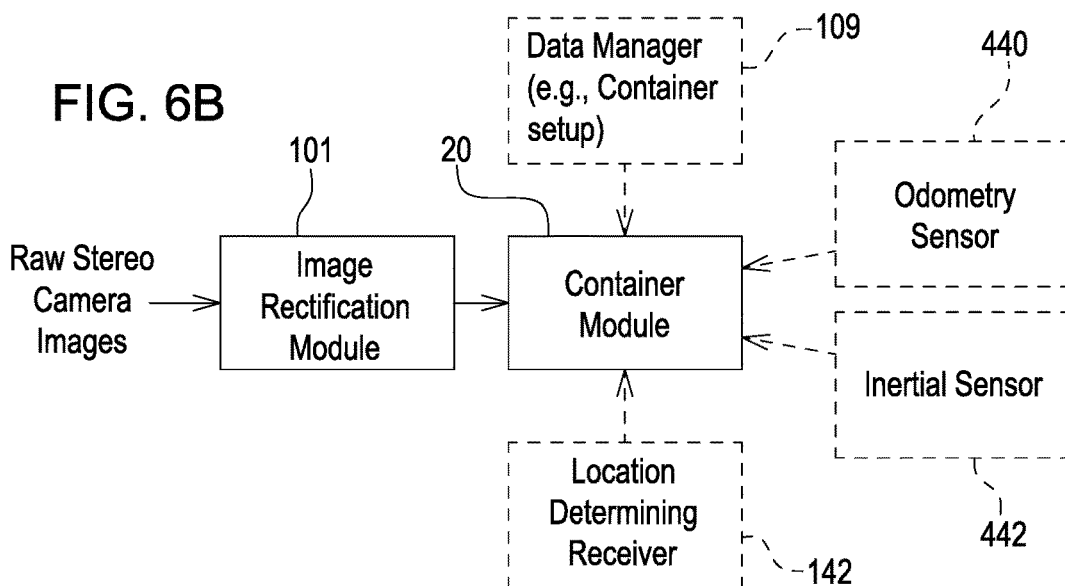 FIG. 6B
Data Manager
(e.g., Container
setup)
109
440
101
20
Odometry
Sensor
Raw Stereo
Camera
Images
Image
Rectification
Module
Container
Module
Inertial Sensor
Location
Determining
Receiver
442
142